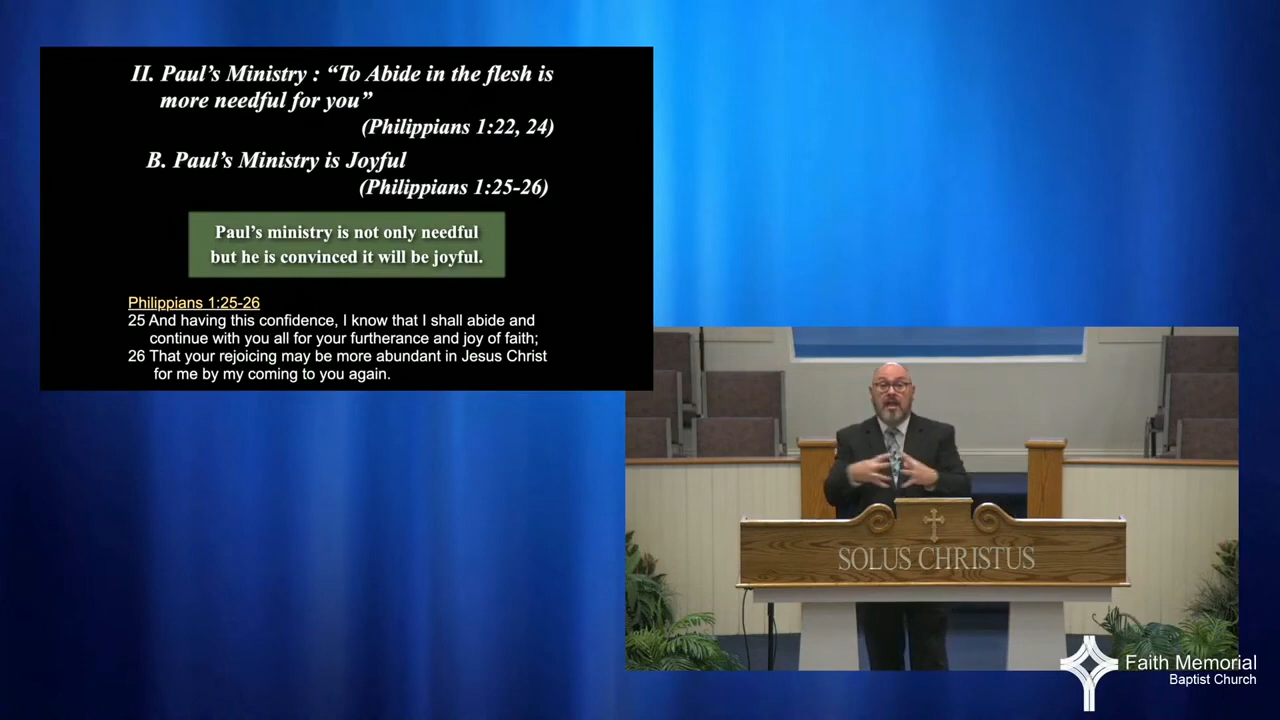 II. Paul's Ministry : “To Abide in the flesh is
more needful for you”
(Philippians 1:22, 24)
B. Paul's Ministry is Joyful
(Philippians 1:25-26)
Paul's ministry is not only needful
but he is convinced it will be joyful.
Philippians 1:25-26
25 And having this confidence, I know that I shall abide and
continue with you all for your furtherance and joy of faith;
26 That your rejoicing may be more abundant in Jesus Christ
for me by my coming to you again.
SOLUS CHRISTUS
Faith Memorial
Baptist Church